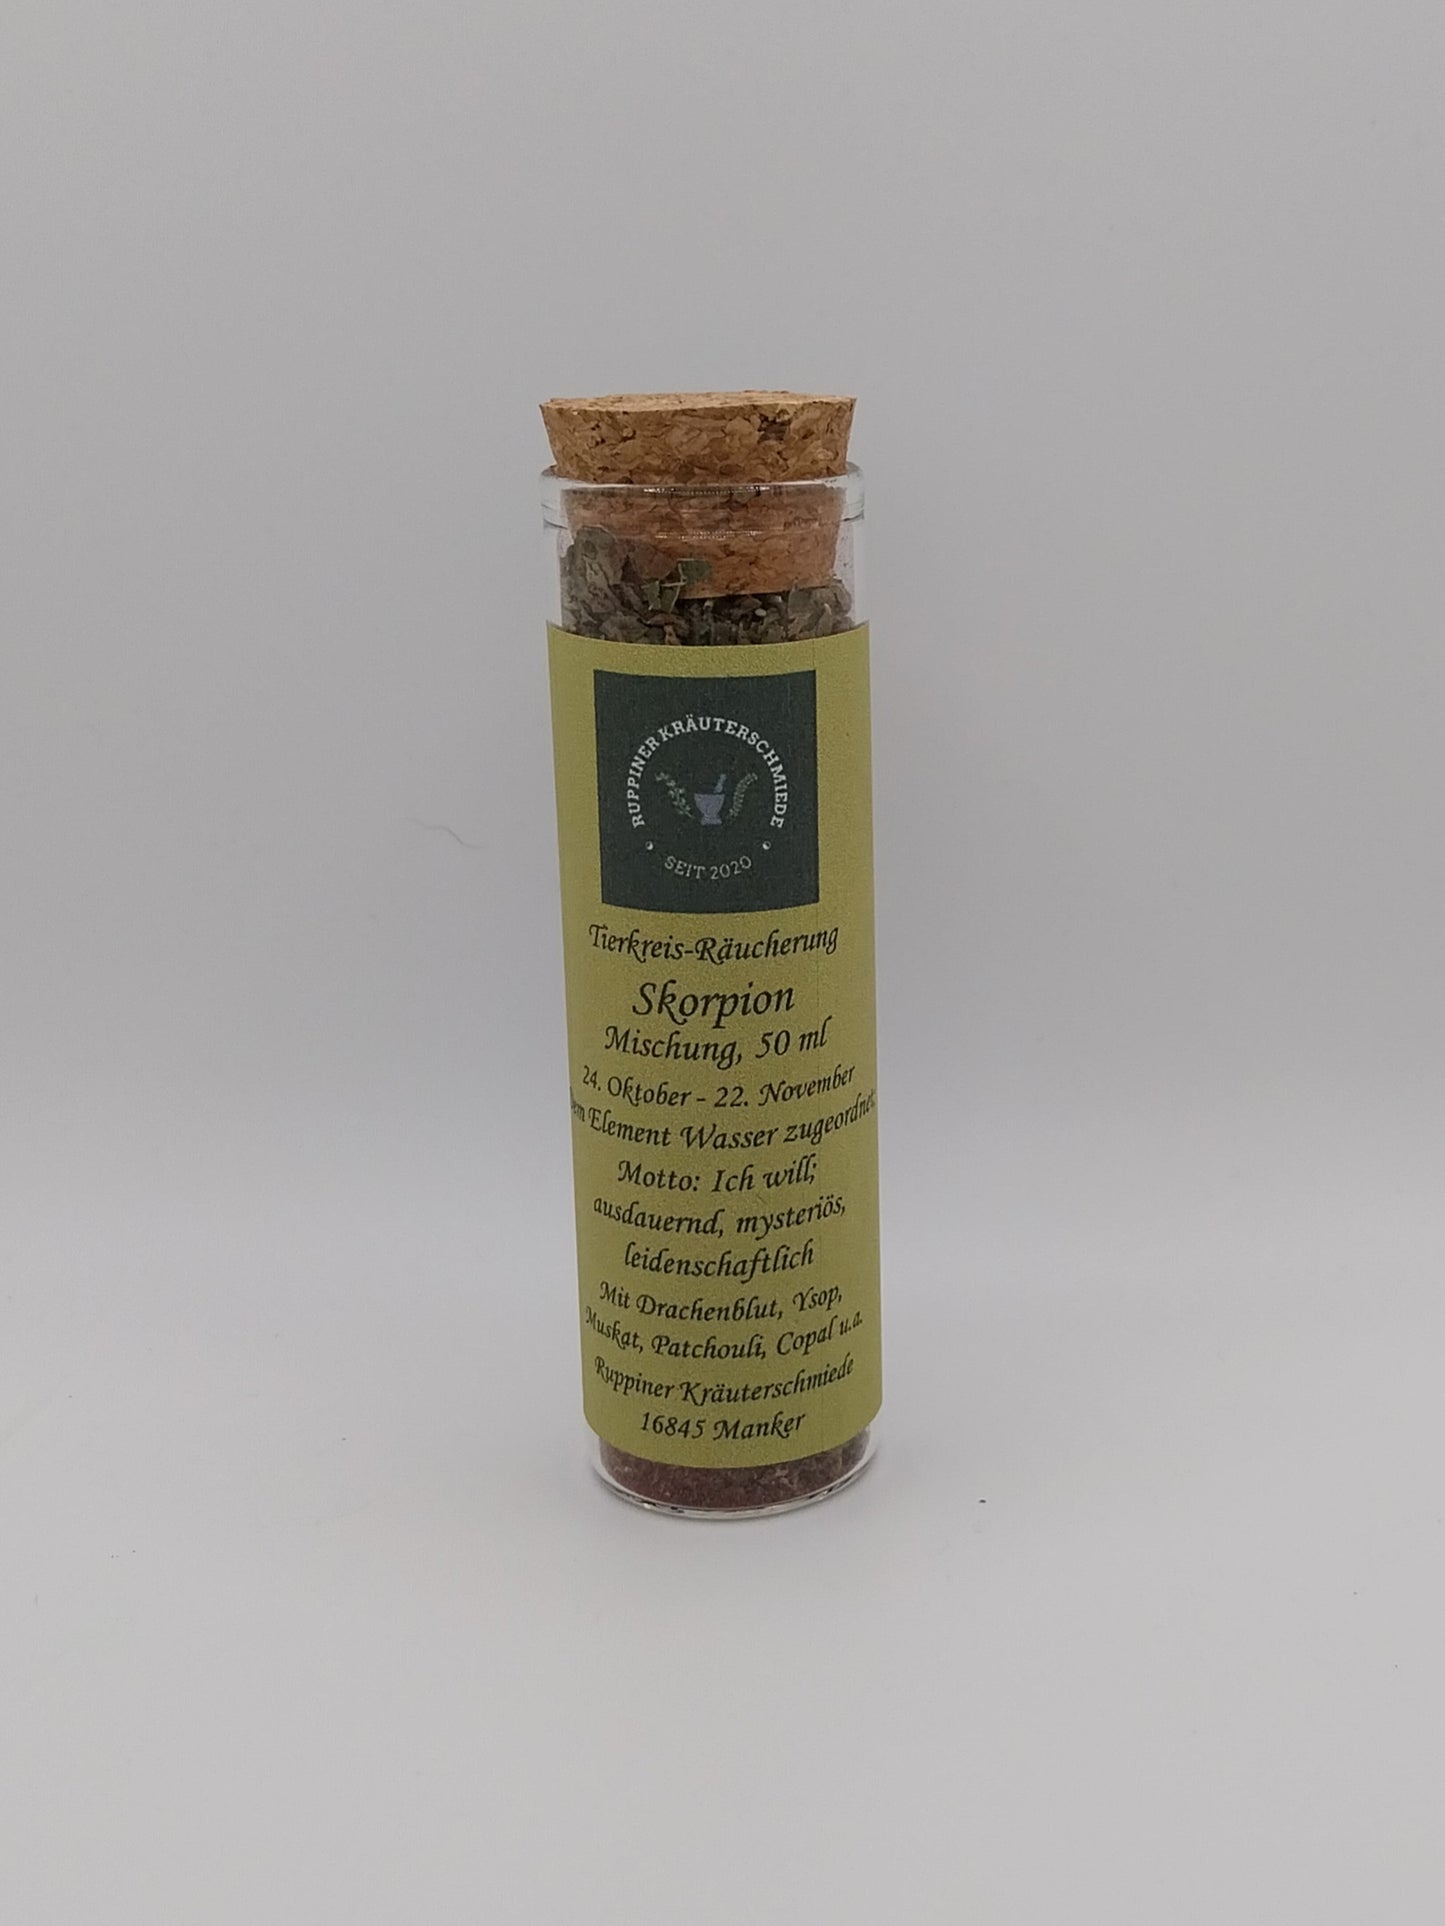 RUPPINER KRÄUTERSCHMIEDE
SEIT 2020
Tierkreis-Räucherung
Skorpion
Mischung, 50 ml
24. Oktober - 22. November
Dem Element Wasser zugeordnet;
Motto: Ich will;
ausdauernd, mysteriös,
leidenschaftlich
Mit Drachenblut, Ysop,
Muskat, Patchouli, Copal u.a.
Ruppiner Kräuterschmiede
16845 Manker